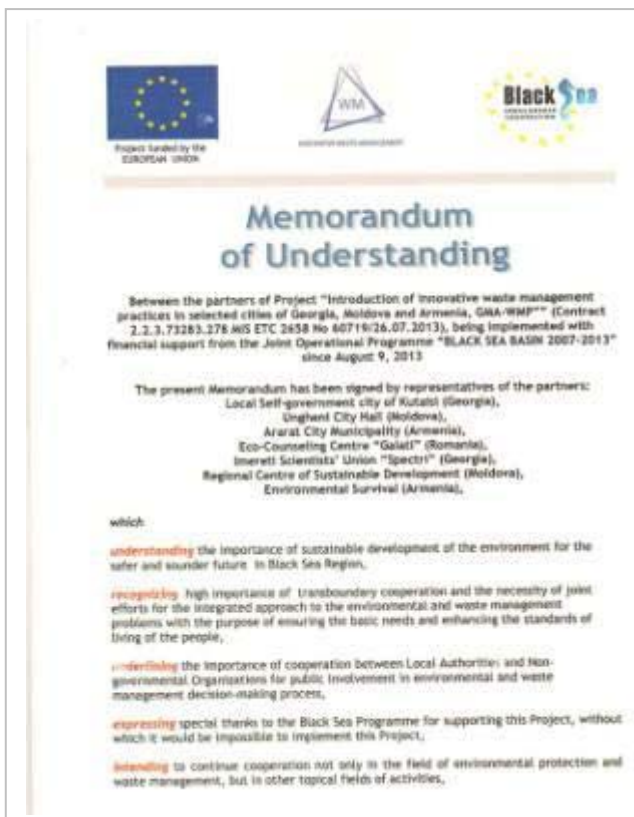 Project funded by the
EUROPEAN UNION
WM
INNOVATIVE WASTE MANAGEMENT
Black Sea
Memorandum
of Understanding
Between the partners of Project "Introduction of innovative waste management
practices in selected cities of Georgia, Moldova and Armenia, GMA-WMP"" (Contract
2.2.3.73283.278 MIS ETC 2658 No 60719/26.07.2013), being implemented with
financial support from the Joint Operational Programme "BLACK SEA BASIN 2007-2013"
since August 9, 2013
The present Memorandum has been signed by representatives of the partners:
Local Self-government city of Kutaisi (Georgia),
Ungheni City Hall (Moldova),
Ararat City Municipality (Armenia),
Eco-Counseling Centre "Galati" (Romania),
Imereti Scientists' Union "Spectri" (Georgia),
Regional Centre of Sustainable Development (Moldova),
Environmental Survival (Armenia),
which
understanding the importance of sustainable development of the environment for the
safer and sounder future in Black Sea Region,
recognizing high importance of transboundary cooperation and the necessity of joint
efforts for the integrated approach to the environmental and waste management
problems with the purpose of ensuring the basic needs and enhancing the standards of
living of the people,
underlining the importance of cooperation between Local Authorities and Non-
governmental Organisations for public involvement in environmental and waste
management decision-making process,
expressing special thanks to the Black Sea Programme for supporting this Project, without
which it would be impossible to implement this Project,
intending to continue cooperation not only in the field of environmental protection and
waste management, but in other topical fields of activities,